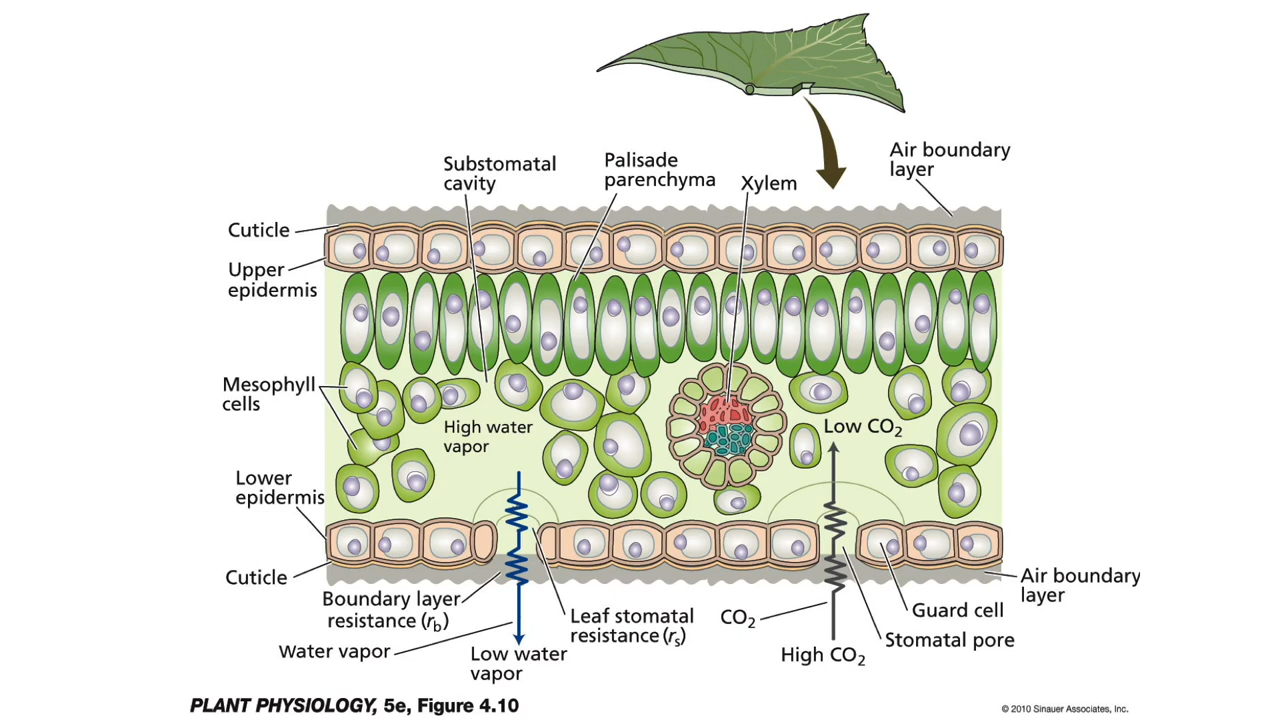 Air boundary
layer
Substomatal
cavity
Palisade
parenchyma
Xylem
Cuticle
Upper
epidermis
Mesophyll
cells
High water
vapor
Low CO₂
Lower
epidermis
Cuticle
Boundary layer
resistance (rb)
Water vapor
Low water
vapor
Leaf stomatal
resistance (rs)
CO₂
High CO₂
Air boundary
layer
Guard cell
Stomatal pore
PLANT PHYSIOLOGY, 5e, Figure 4.10
© 2010 Sinauer Associates, Inc.